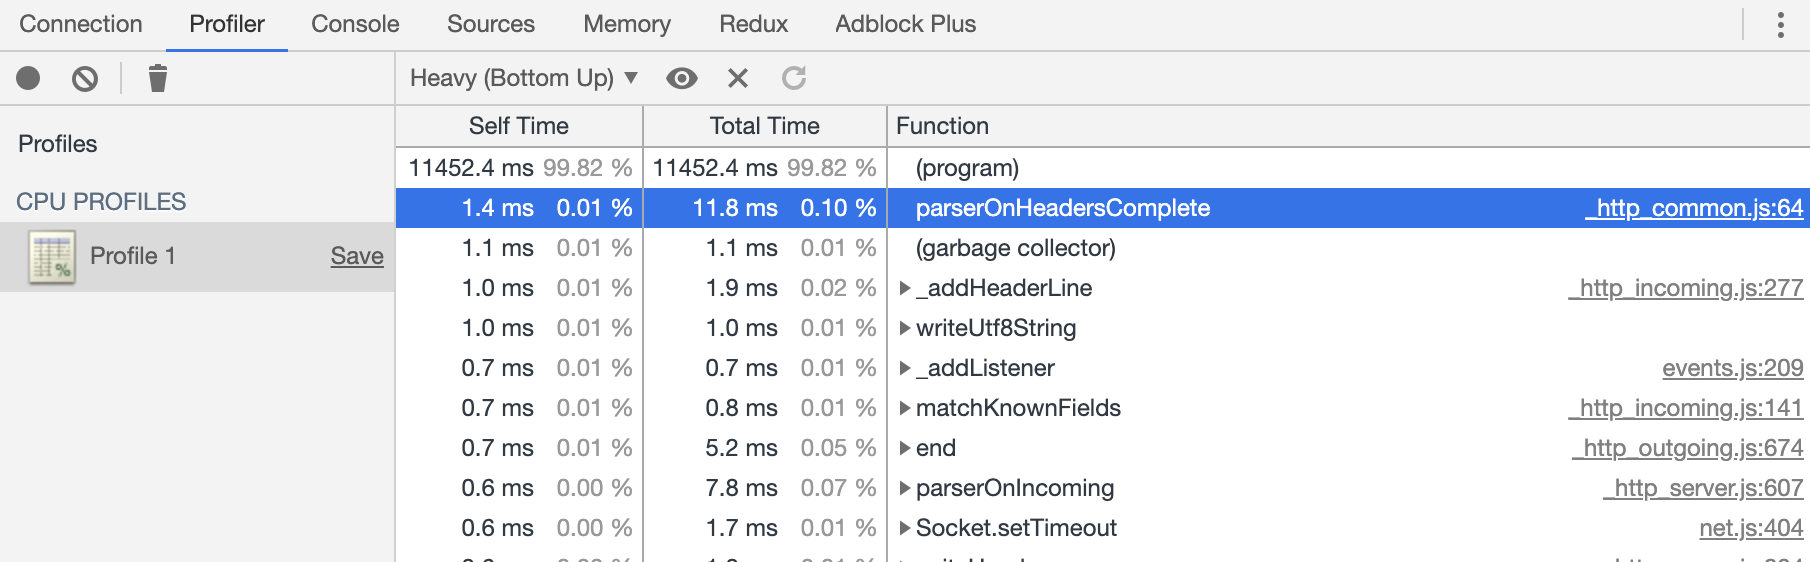 Connection Profiler Console Sources Memory Redux Adblock Plus
Heavy (Bottom Up) ▼
Profiles
CPU PROFILES
Profile 1 Save
Self Time Total Time Function
11452.4 ms 99.82 % 11452.4 ms 99.82 % (program)
1.4 ms 0.01 % 11.8 ms 0.10 % parserOnHeadersComplete _http_common.js:64
1.1 ms 0.01 % 1.1 ms 0.01 % (garbage collector)
1.0 ms 0.01 % 1.9 ms 0.02 % _addHeaderLine _http_incoming.js:277
1.0 ms 0.01 % 1.0 ms 0.01 % writeUtf8String
0.7 ms 0.01 % 0.7 ms 0.01 % _addListener events.js:209
0.7 ms 0.01 % 0.8 ms 0.01 % matchKnownFields _http_incoming.js:141
0.7 ms 0.01 % 5.2 ms 0.05 % end _http_outgoing.js:674
0.6 ms 0.00 % 7.8 ms 0.07 % parserOnIncoming _http_server.js:607
0.6 ms 0.00 % 1.7 ms 0.01 % Socket.setTimeout net.js:404